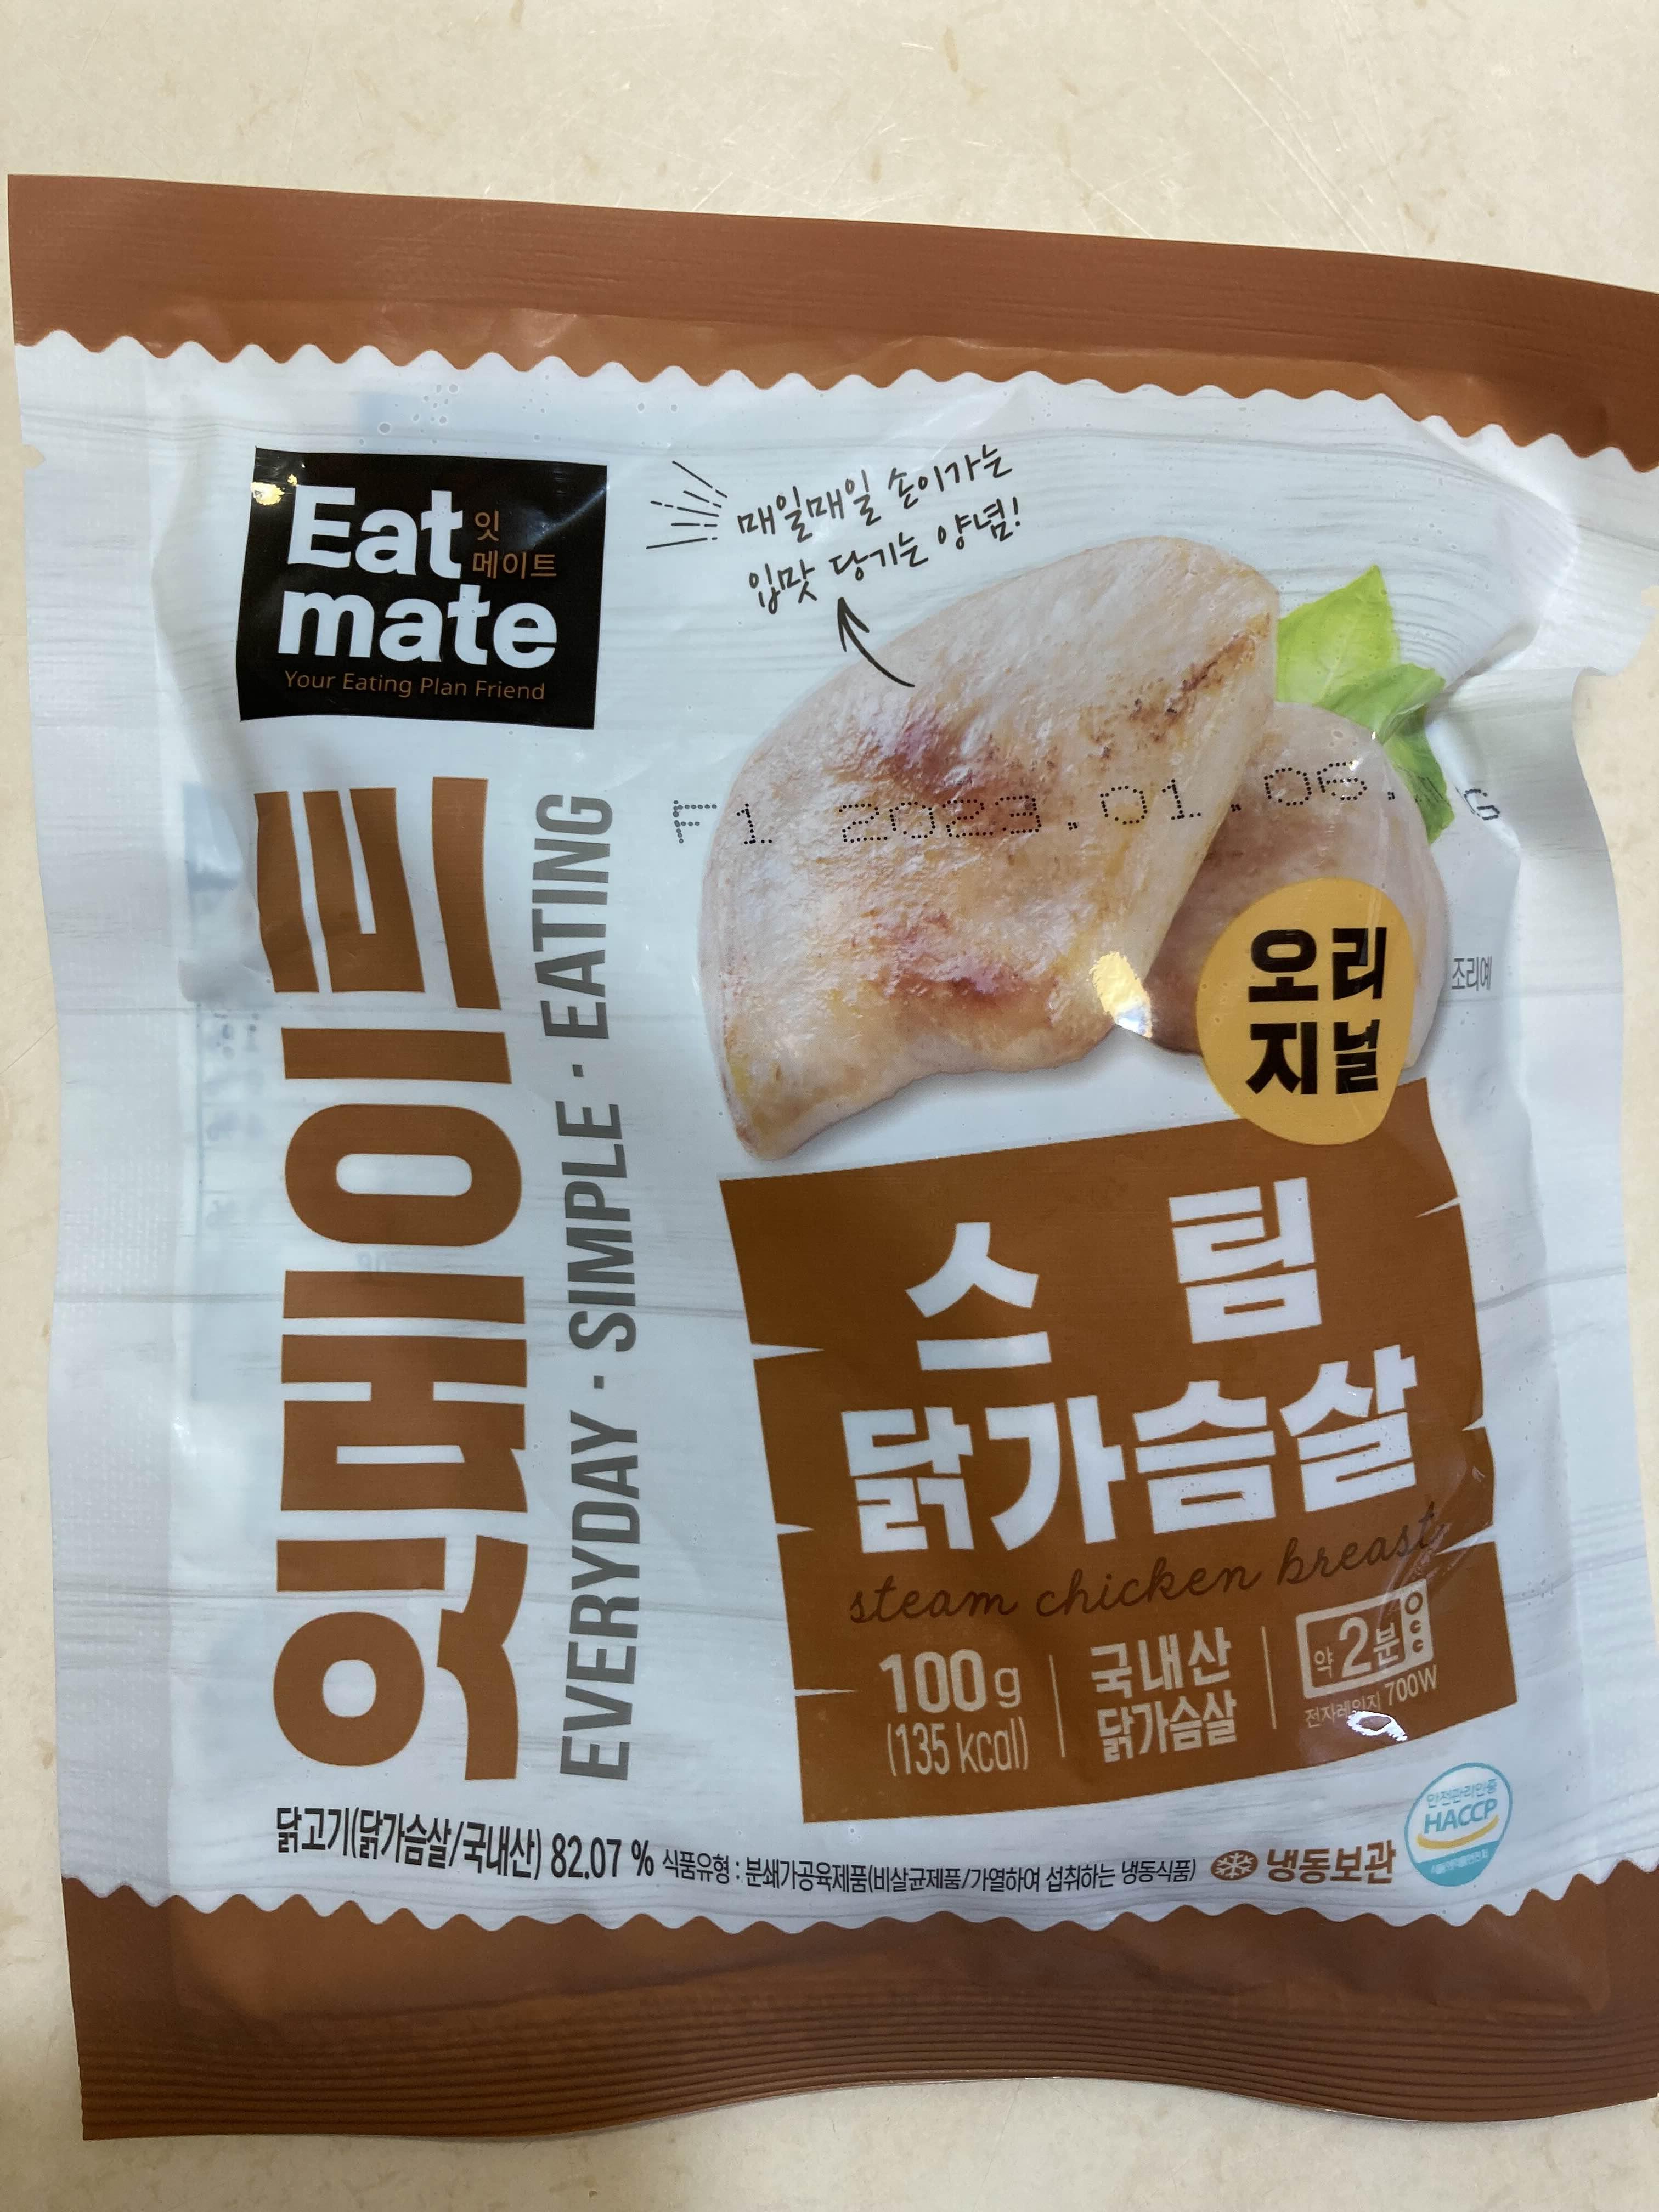 Eat 잇
mate 메이트
Your Eating Plan Friend
매일매일 손이가는
입맛 당기는 양념!
F1 2023.01.06. G
잇메이트
EVERYDAY · SIMPLE · EATING
오리
지널
조리예
스팀
닭가슴살
steam chicken breast
100g
(135 kcal)
국내산
닭가슴살
약 2분
전자레인지 700W
닭고기(닭가슴살/국내산) 82.07 % 식품유형 : 분쇄가공육제품(비살균제품/가열하여 섭취하는 냉동식품)
냉동보관
안전관리인증
HACCP